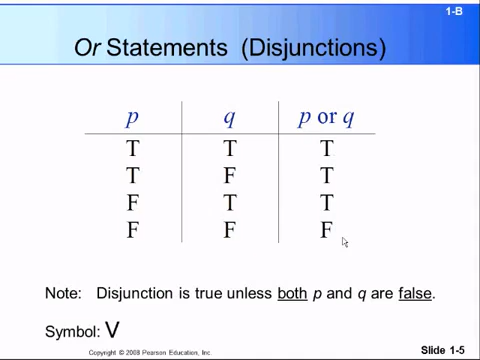 1-B
Or Statements (Disjunctions)
p q p or q
T T T
T F T
F T T
F F F
Note: Disjunction is true unless both p and q are false.
Symbol: V
Copyright © 2008 Pearson Education, Inc.
Slide 1-5